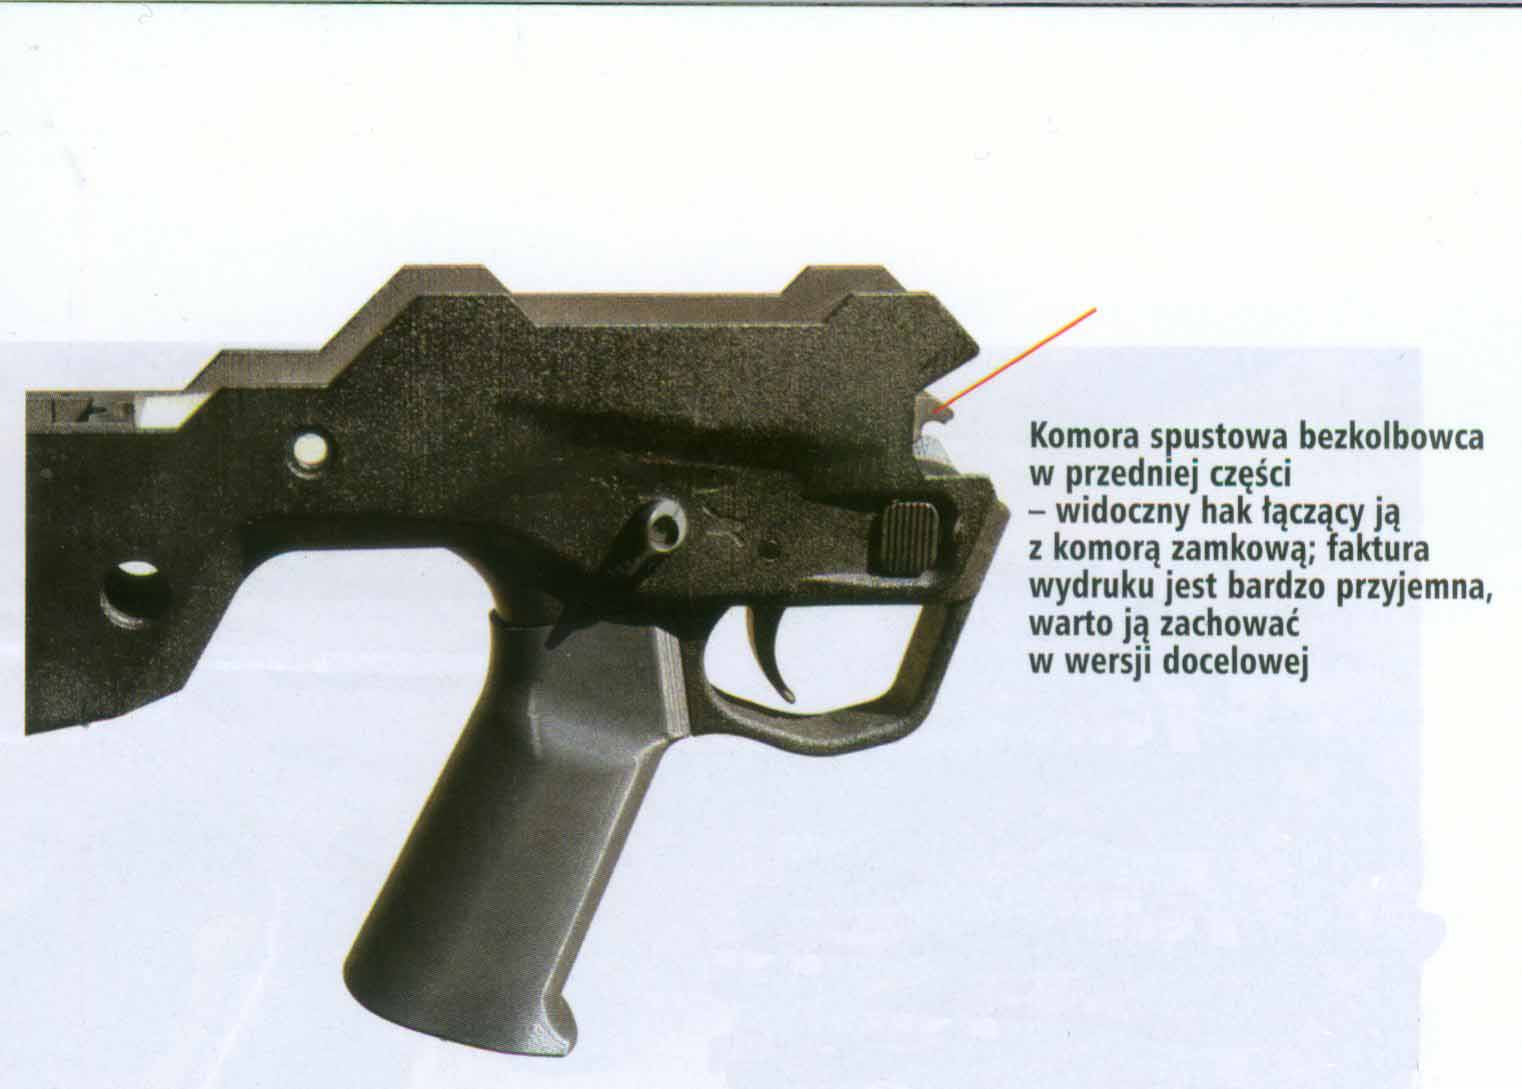 Komora spustowa bezkolbowca
w przedniej części
– widoczny hak łączący ją
z komorą zamkową; faktura
wydruku jest bardzo przyjemna,
warto ją zachować
w wersji docelowej